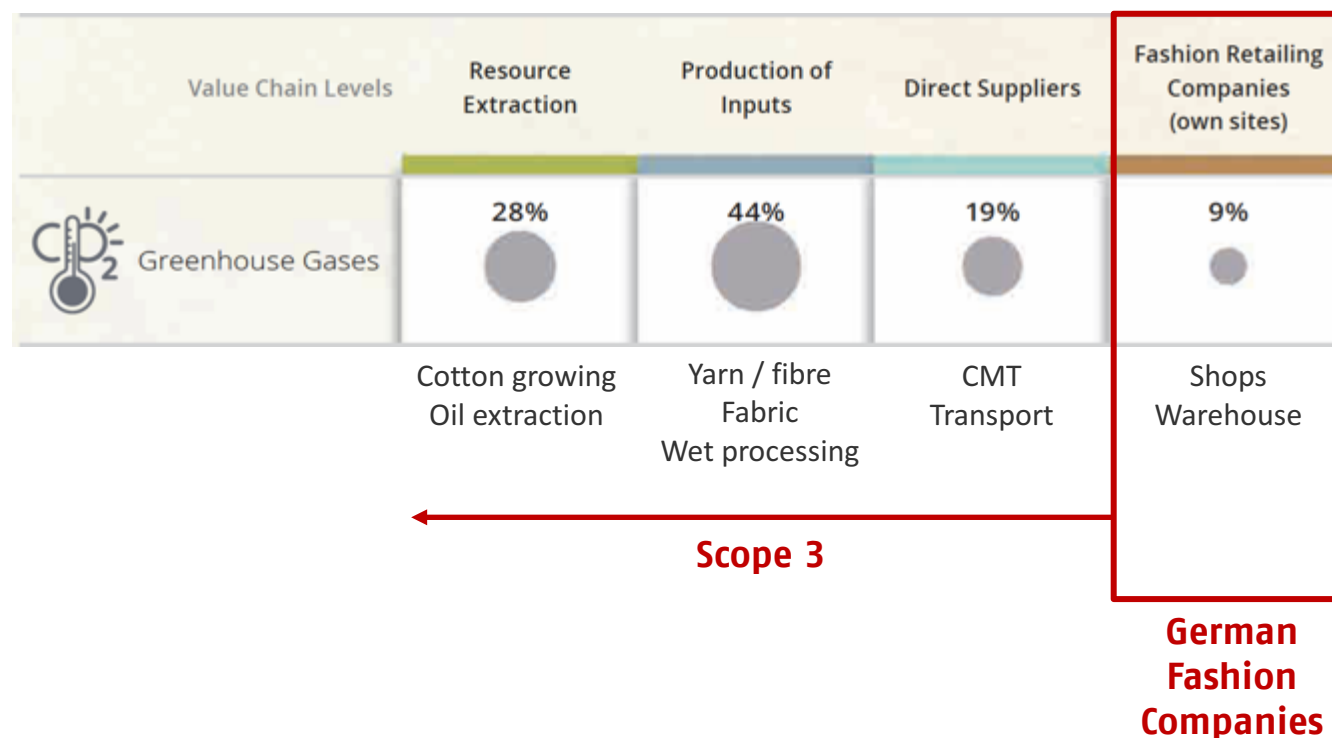 Value Chain Levels
Resource
Extraction
Production of
Inputs
Direct Suppliers
Fashion Retailing
Companies
(own sites)
CO2
Greenhouse Gases
28%
44%
19%
9%
Cotton growing
Oil extraction
Yarn / fibre
Fabric
Wet processing
CMT
Transport
Shops
Warehouse
Scope 3
German
Fashion
Companies